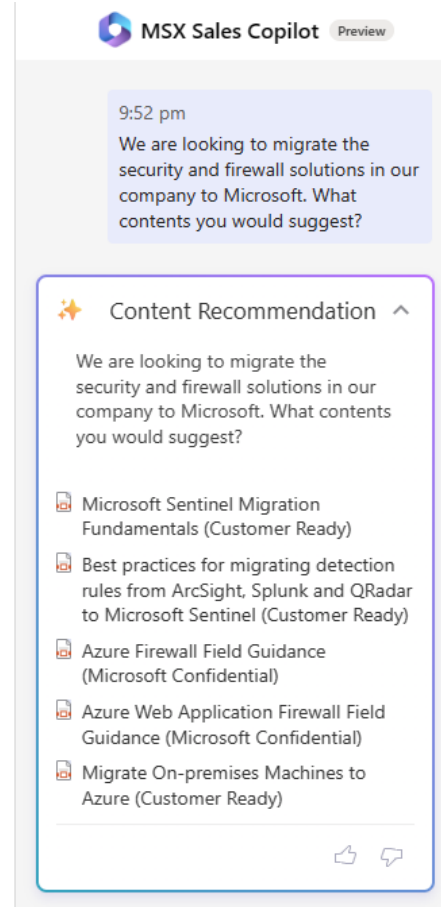 MSX Sales Copilot Preview
9:52 pm
We are looking to migrate the
security and firewall solutions in our
company to Microsoft. What
contents you would suggest?
Content Recommendation
We are looking to migrate the
security and firewall solutions in our
company to Microsoft. What contents
you would suggest?
Microsoft Sentinel Migration
Fundamentals (Customer Ready)
Best practices for migrating detection
rules from ArcSight, Splunk and QRadar
to Microsoft Sentinel (Customer Ready)
Azure Firewall Field Guidance
(Microsoft Confidential)
Azure Web Application Firewall Field
Guidance (Microsoft Confidential)
Migrate On-premises Machines to
Azure (Customer Ready)